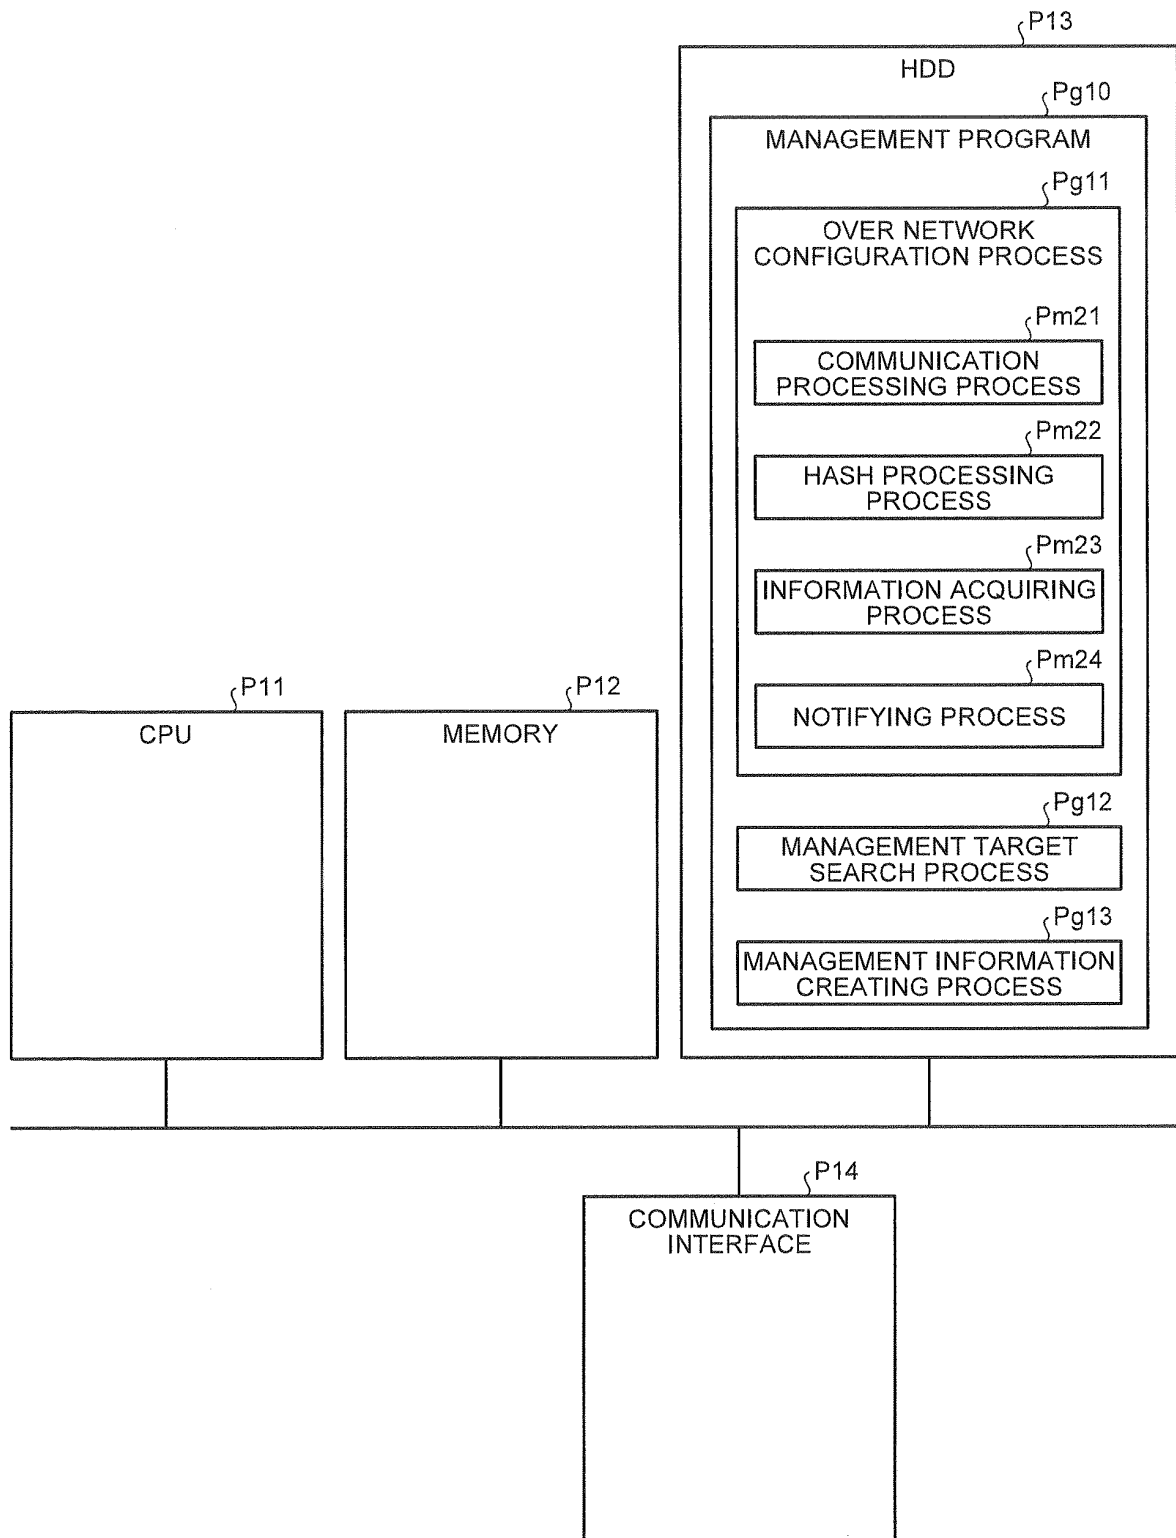 P13
HDD
Pg10
MANAGEMENT PROGRAM
Pg11
OVER NETWORK
CONFIGURATION PROCESS
Pm21
COMMUNICATION
PROCESSING PROCESS
Pm22
HASH PROCESSING
PROCESS
Pm23
INFORMATION ACQUIRING
PROCESS
Pm24
NOTIFYING PROCESS
P11
CPU
P12
MEMORY
Pg12
MANAGEMENT TARGET
SEARCH PROCESS
Pg13
MANAGEMENT INFORMATION
CREATING PROCESS
P14
COMMUNICATION
INTERFACE